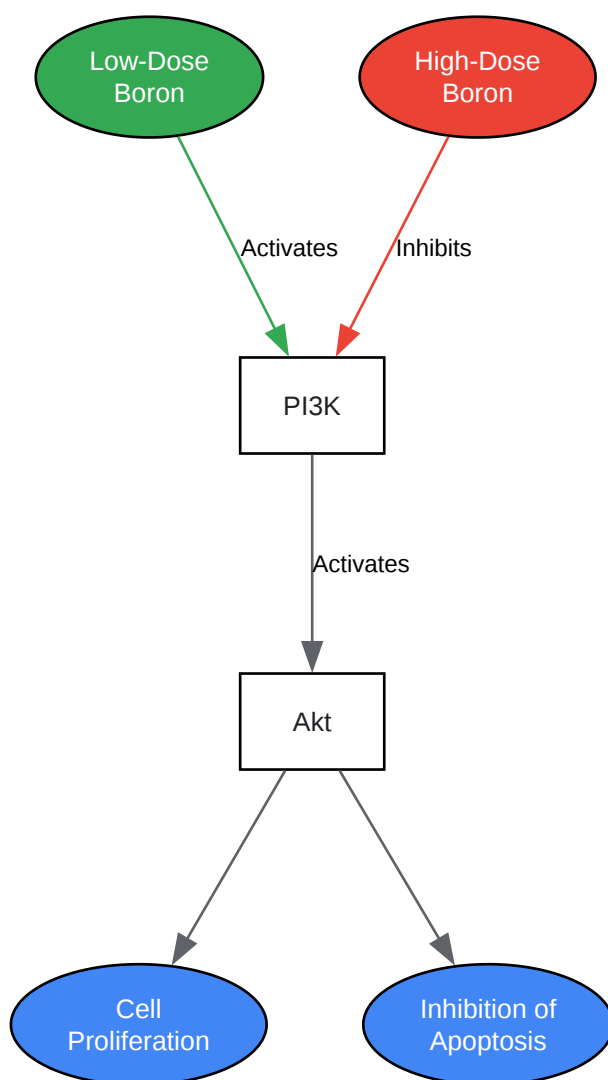 Low-Dose
Boron
High-Dose
Boron
Activates
Inhibits
PI3K
Activates
Akt
Cell
Proliferation
Inhibition of
Apoptosis